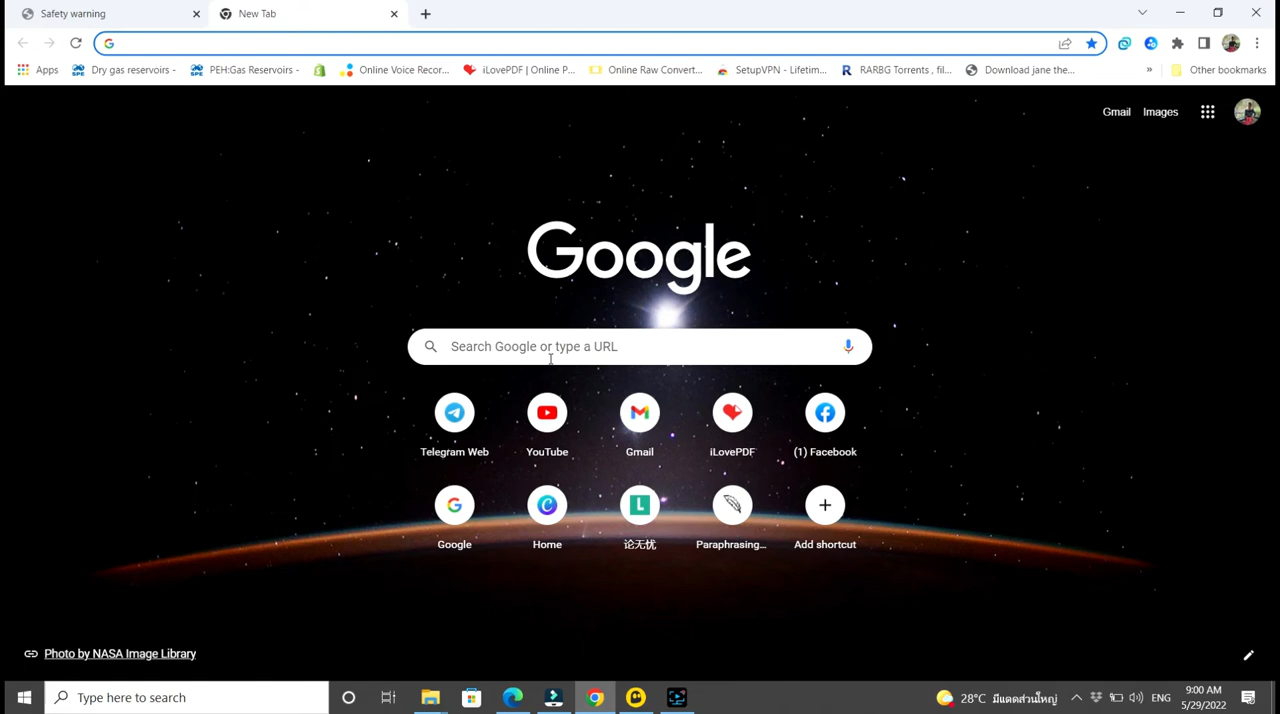 Safety warning
New Tab
Apps
Dry gas reservoirs -
PEH:Gas Reservoirs -
Online Voice Recor...
iLovePDF | Online P...
Online Raw Convert...
SetupVPN - Lifetim...
RARBG Torrents , fil...
Download jane the...
»
Other bookmarks
Gmail
Images
Google
Search Google or type a URL
Telegram Web
YouTube
Gmail
iLovePDF
(1) Facebook
Google
Home
论无忧
Paraphrasing...
Add shortcut
Photo by NASA Image Library
Type here to search
28°C มีแดดส่วนใหญ่
ENG
9:00 AM
5/29/2022